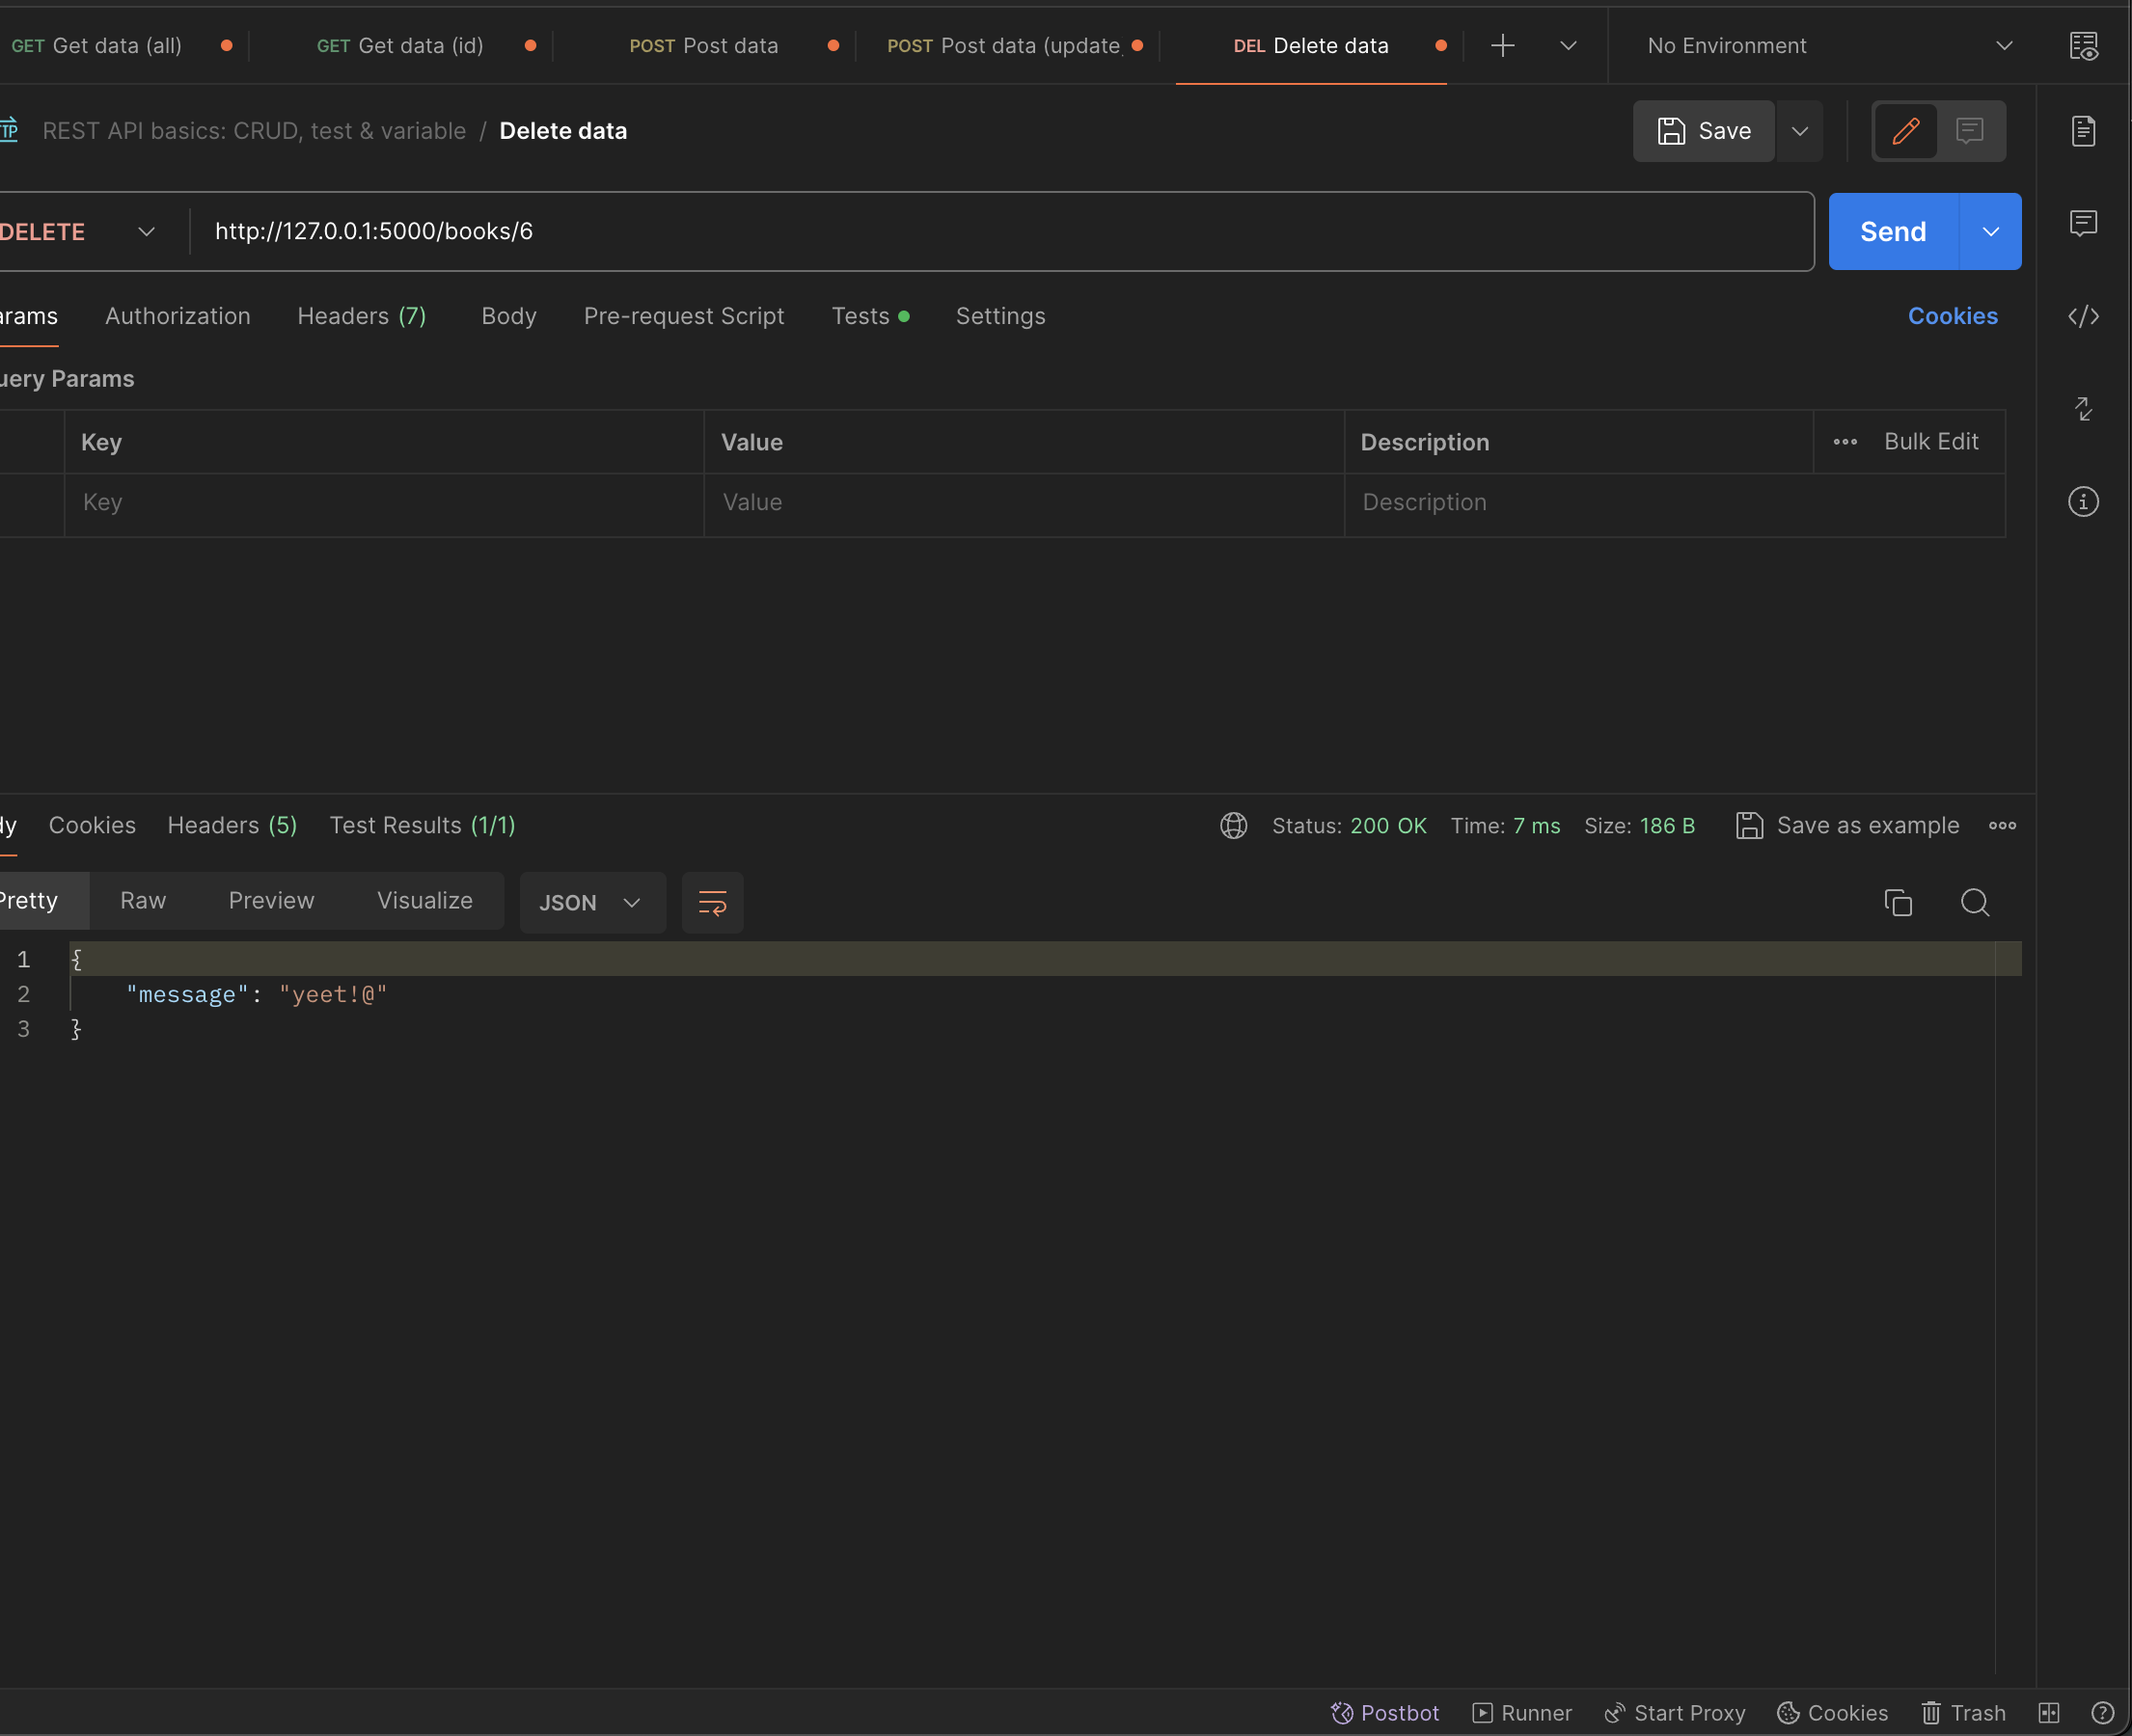 GET Get data (all) GET Get data (id) POST Post data POST Post data (update. DEL Delete data No Environment
TP REST API basics: CRUD, test & variable / Delete data Save
DELETE http://127.0.0.1:5000/books/6 Send
arams Authorization Headers (7) Body Pre-request Script Tests Settings Cookies
uery Params
Key Value Description Bulk Edit
Key Value Description
dy Cookies Headers (5) Test Results (1/1) Status: 200 OK Time: 7 ms Size: 186 B Save as example
Pretty Raw Preview Visualize JSON
1 {
2 "message": "yeet!@"
3 }
Postbot Runner Start Proxy Cookies Trash